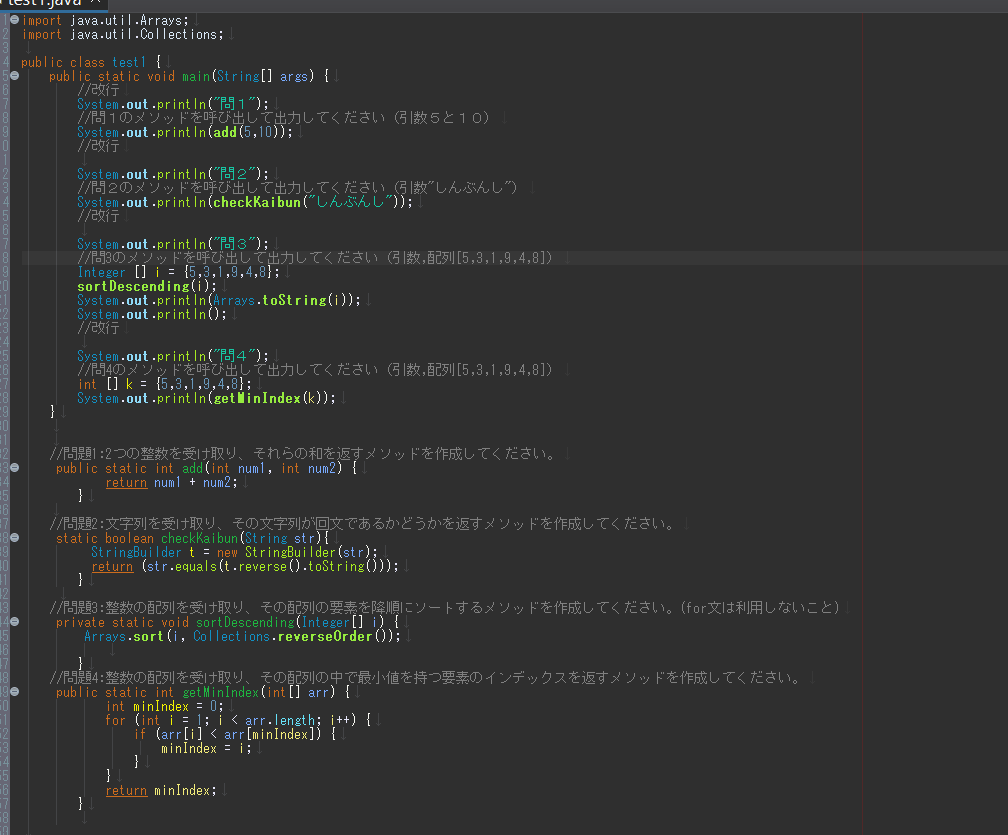 test1.java
import java.util.Arrays;
import java.util.Collections;
public class test1 {
public static void main(String[] args) {
//改行
System.out.println("問１");
//問１のメソッドを呼び出して出力してください（引数５と１０）
System.out.println(add(5,10));
//改行
System.out.println("問２");
//問２のメソッドを呼び出して出力してください（引数"しんぶんし"）
System.out.println(checkKaibun("しんぶんし"));
//改行
System.out.println("問３");
//問3のメソッドを呼び出して出力してください（引数,配列[5,3,1,9,4,8]）
Integer [] i = {5,3,1,9,4,8};
sortDescending(i);
System.out.println(Arrays.toString(i));
System.out.println();
//改行
System.out.println("問４");
//問4のメソッドを呼び出して出力してください（引数,配列[5,3,1,9,4,8]）
int [] k = {5,3,1,9,4,8};
System.out.println(getMinIndex(k));
}
//問題1:2つの整数を受け取り、それらの和を返すメソッドを作成してください。
public static int add(int num1, int num2) {
return num1 + num2;
}
//問題2:文字列を受け取り、その文字列が回文であるかどうかを返すメソッドを作成してください。
static boolean checkKaibun(String str){
StringBuilder t = new StringBuilder(str);
return (str.equals(t.reverse().toString()));
}
//問題3:整数の配列を受け取り、その配列の要素を降順にソートするメソッドを作成してください。(for文は利用しないこと)
private static void sortDescending(Integer[] i) {
Arrays.sort(i, Collections.reverseOrder());
}
//問題4:整数の配列を受け取り、その配列の中で最小値を持つ要素のインデックスを返すメソッドを作成してください。
public static int getMinIndex(int[] arr) {
int minIndex = 0;
for (int i = 1; i < arr.length; i++) {
if (arr[i] < arr[minIndex]) {
minIndex = i;
}
}
return minIndex;
}